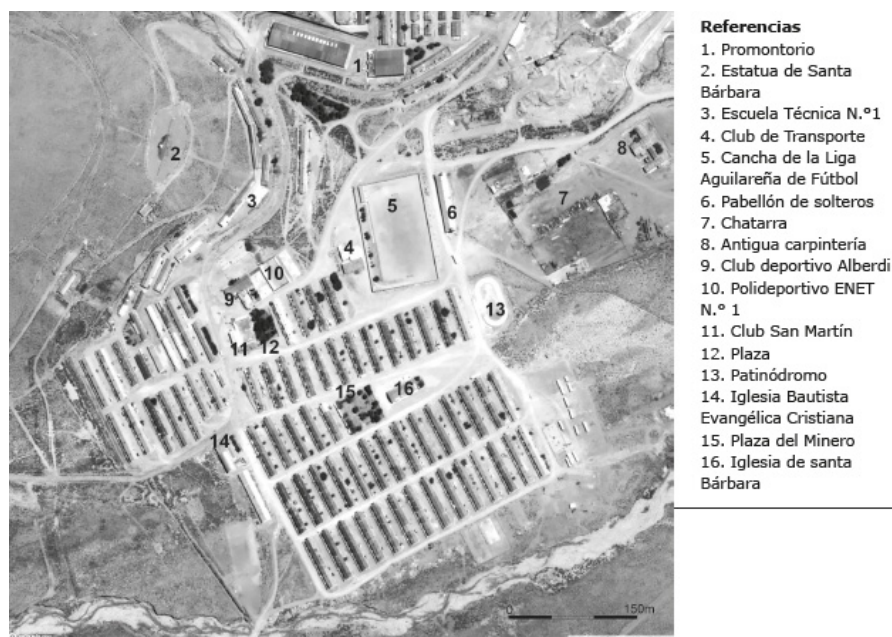 1
2
3
4
5
6
7
8
9
10
11
12
13
14
15
16
0
150m
Referencias
1. Promontorio
2. Estatua de Santa
Bárbara
3. Escuela Técnica N.°1
4. Club de Transporte
5. Cancha de la Liga
Aguilareña de Fútbol
6. Pabellón de solteros
7. Chatarra
8. Antigua carpintería
9. Club deportivo Alberdi
10. Polideportivo ENET
N.° 1
11. Club San Martín
12. Plaza
13. Patinódromo
14. Iglesia Bautista
Evangélica Cristiana
15. Plaza del Minero
16. Iglesia de santa
Bárbara